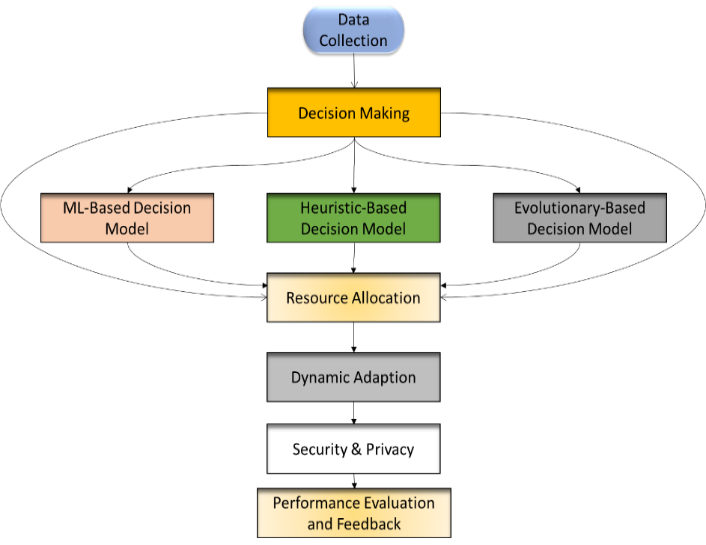 Data
Collection
Decision Making
ML-Based Decision
Model
Heuristic-Based
Decision Model
Evolutionary-Based
Decision Model
Resource Allocation
Dynamic Adaption
Security & Privacy
Performance Evaluation
and Feedback